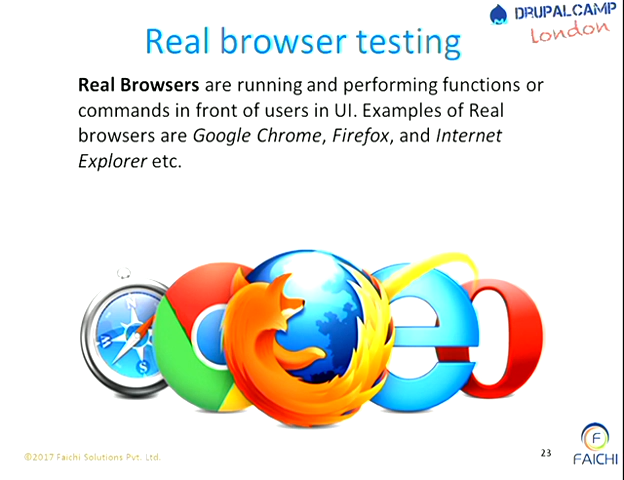 DRUPALCAMP
London
Real browser testing
Real Browsers are running and performing functions or
commands in front of users in UI. Examples of Real
browsers are Google Chrome, Firefox, and Internet
Explorer etc.
N
W
S
©2017 Faichi Solutions Pvt. Ltd.
23
F
FAICHI